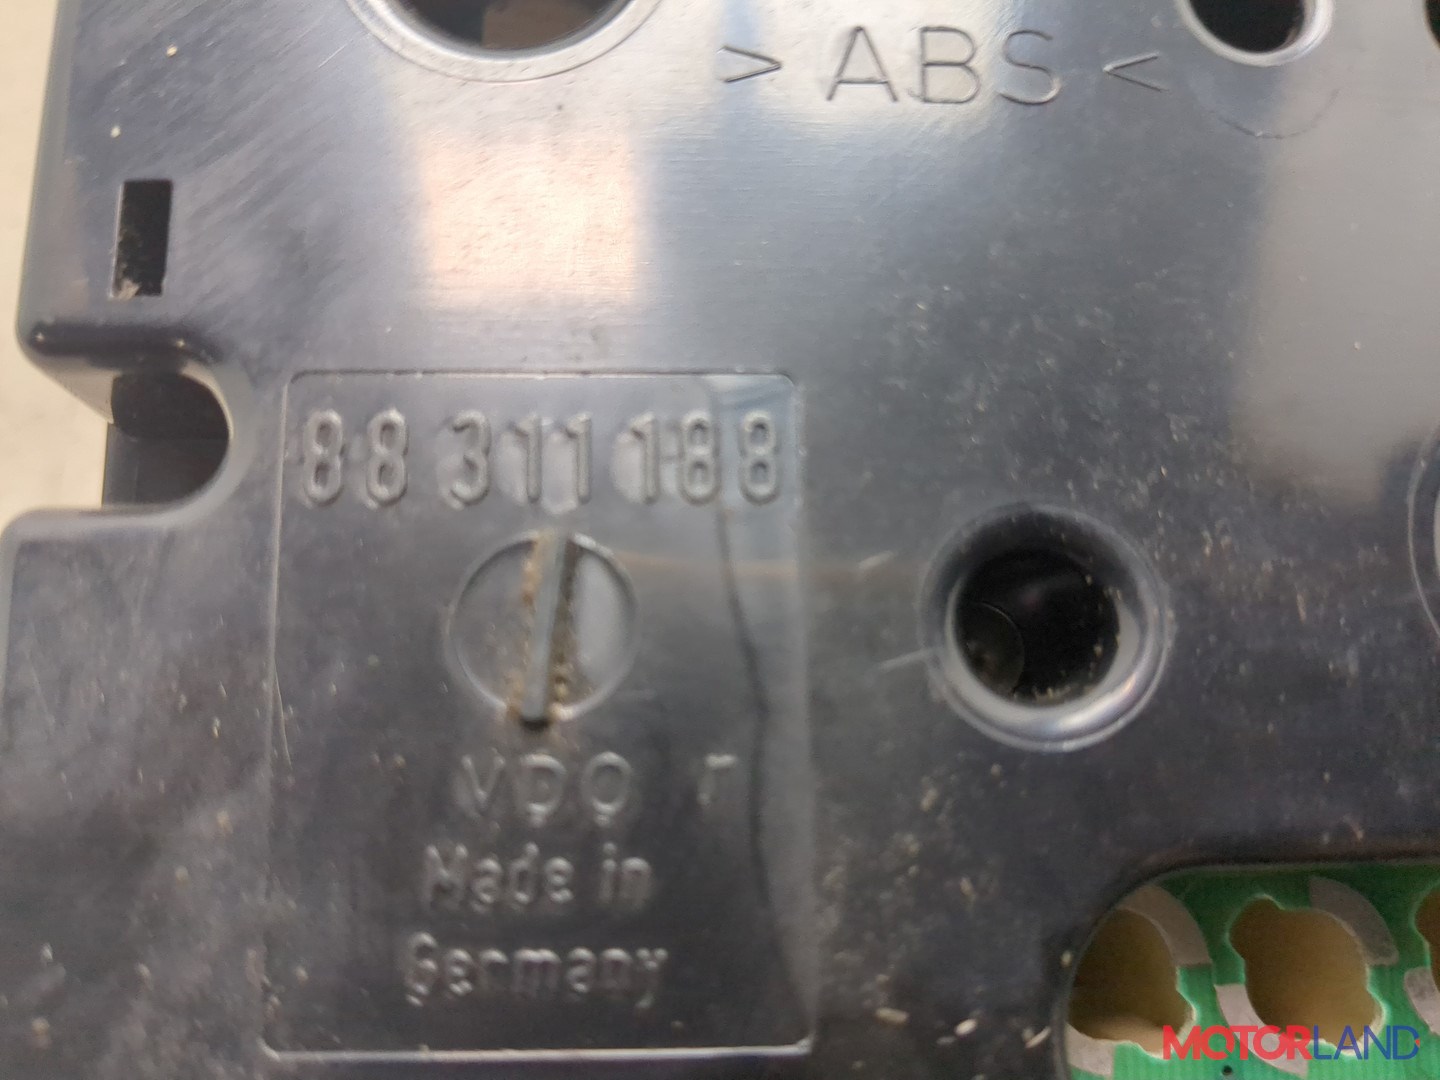 > ABS <
88 311 188
VDO r
Made in
Germany
MOTORLAND